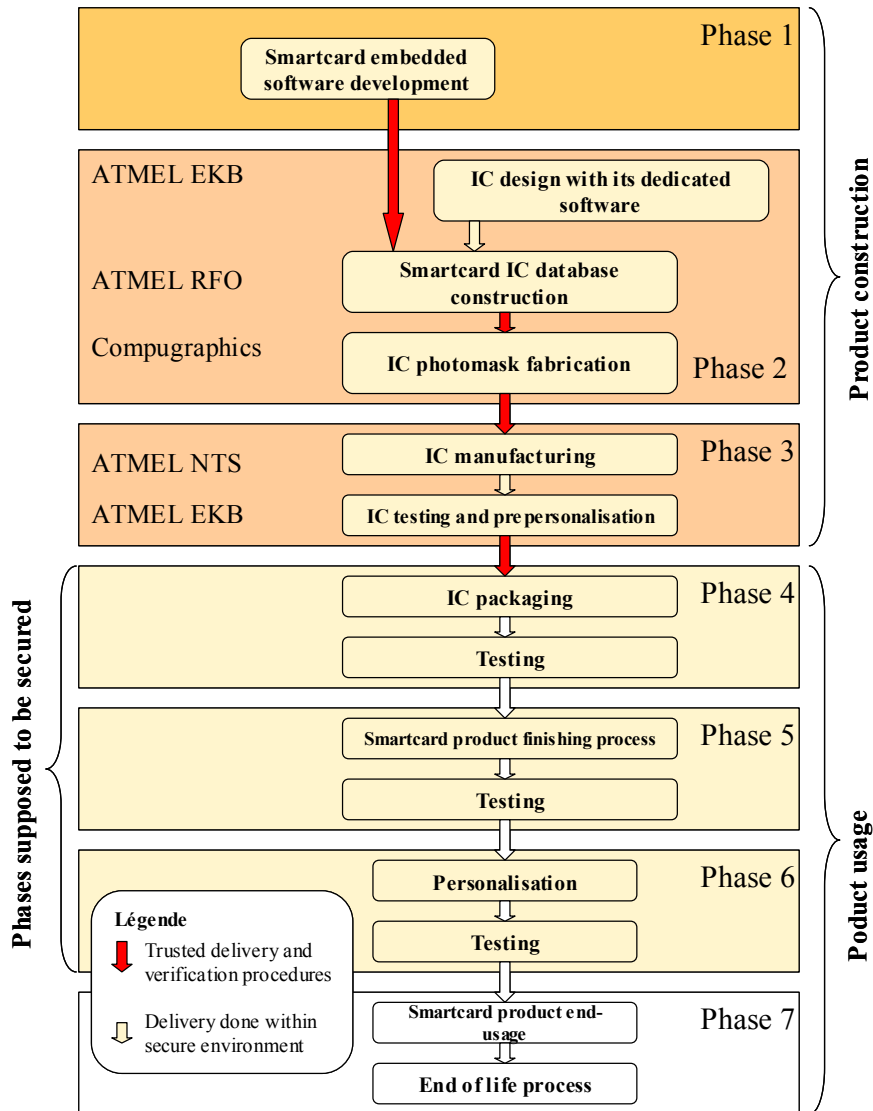 Phase 1
Smartcard embedded
software development
ATMEL EKB
IC design with its dedicated
software
ATMEL RFO
Smartcard IC database
construction
Compugraphics
IC photomask fabrication
Phase 2
Product construction
Phase 3
ATMEL NTS
IC manufacturing
ATMEL EKB
IC testing and prepersonalisation
Phase 4
IC packaging
Testing
Phase 5
Smartcard product finishing process
Testing
Phases supposed to be secured
Poduct usage
Phase 6
Personalisation
Testing
Légende
Trusted delivery and
verification procedures
Delivery done within
secure environment
Phase 7
Smartcard product end-
usage
End of life process